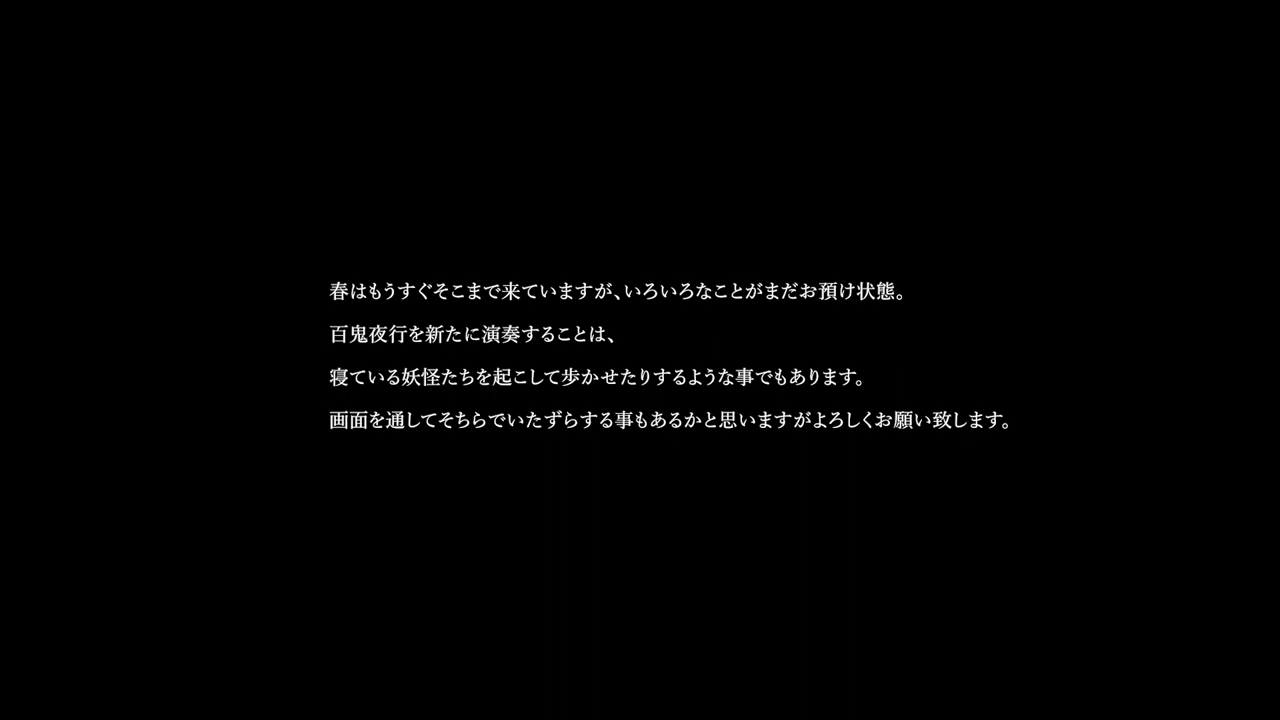 春はもうすぐそこまで来ていますが、いろいろなことがまだお預け状態。
百鬼夜行を新たに演奏することは、
寝ている妖怪たちを起こして歩かせたりするような事でもあります。
画面を通してそちらでいたずらする事もあるかと思いますがよろしくお願い致します。